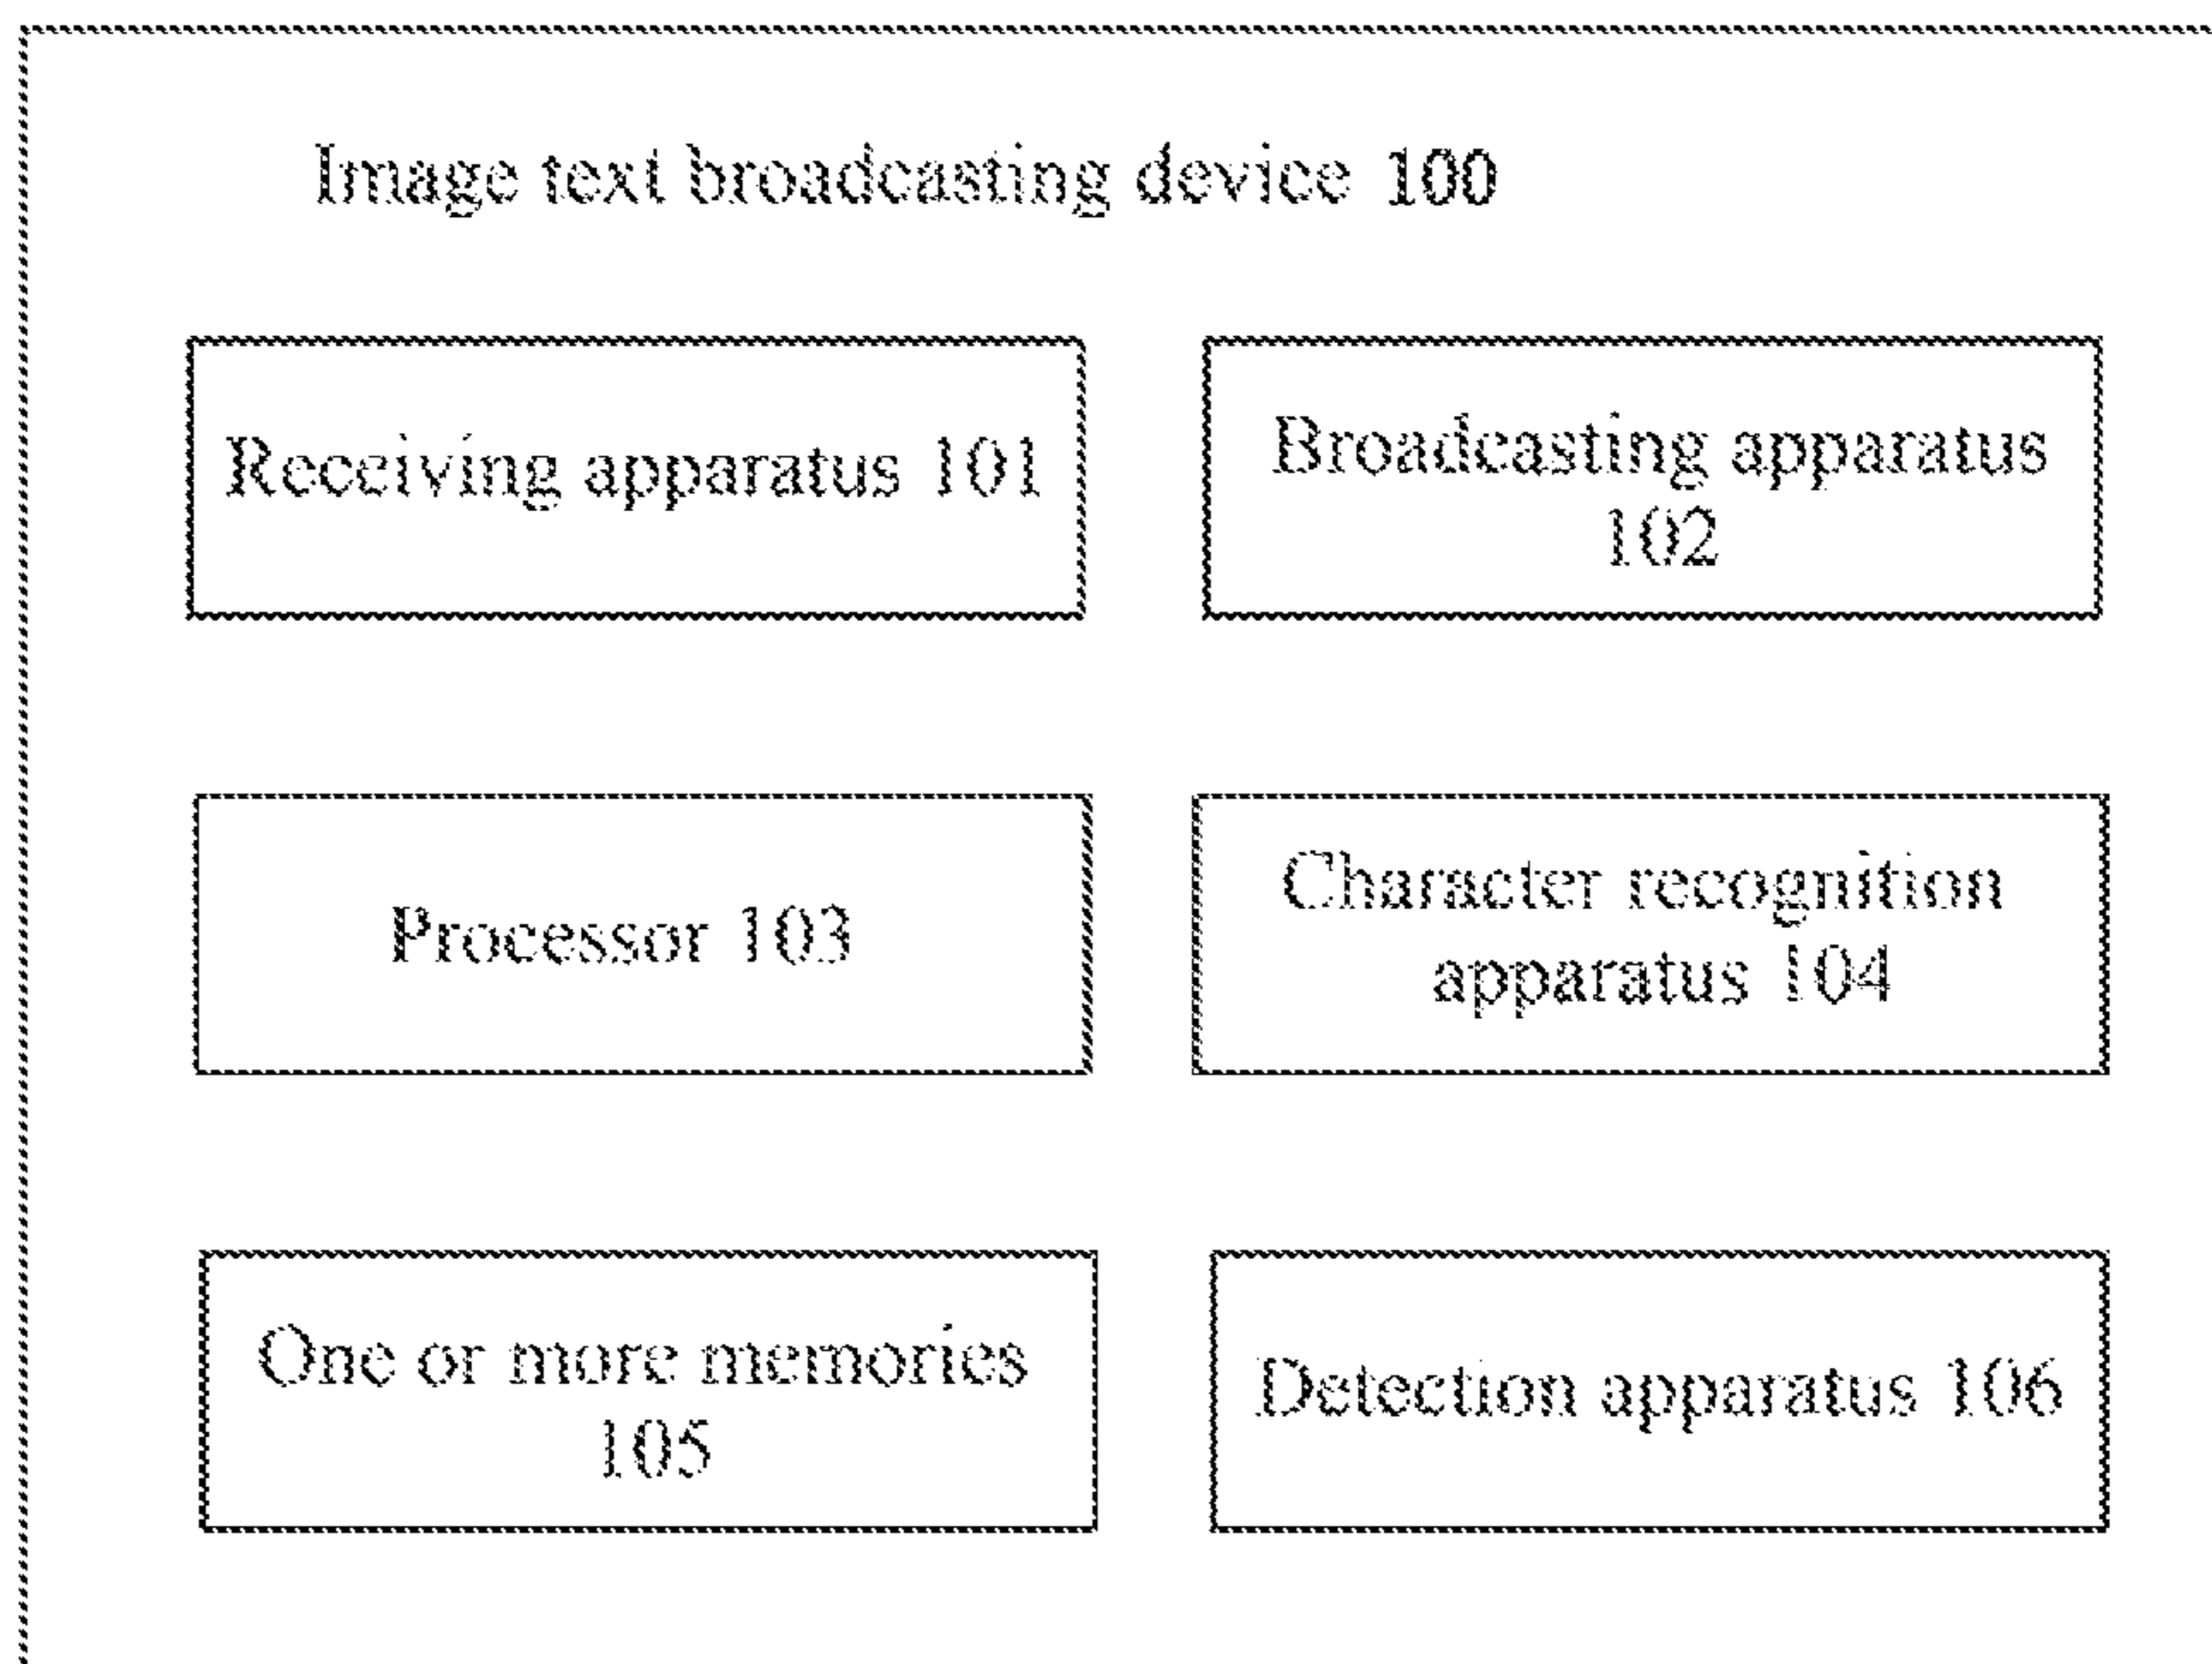 Image text broadcasting device 100
Receiving apparatus 101
Broadcasting apparatus
102
Processor 103
Character recognition
apparatus 104
One or more memories
105
Detection apparatus 106